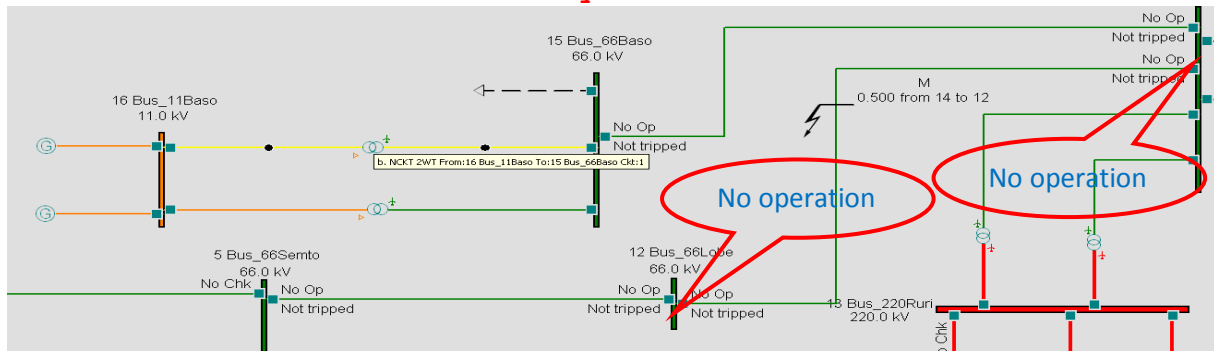 No Op
Not tripped
No Op
Not tripped
15 Bus_66Baso
66.0 kV
M
0.500 from 14 to 12
16 Bus_11Baso
11.0 kV
No Op
Not tripped
G
b. NCKT 2WT From:16 Bus_11Baso To:15 Bus_66Baso Ckt:1
No operation
No operation
G
5 Bus_66Semto
66.0 kV
No Chk
No Op
Not tripped
12 Bus_66Lobe
66.0 kV
No Op
Not tripped
No Op
Not tripped
13 Bus_220Ruri
220.0 kV